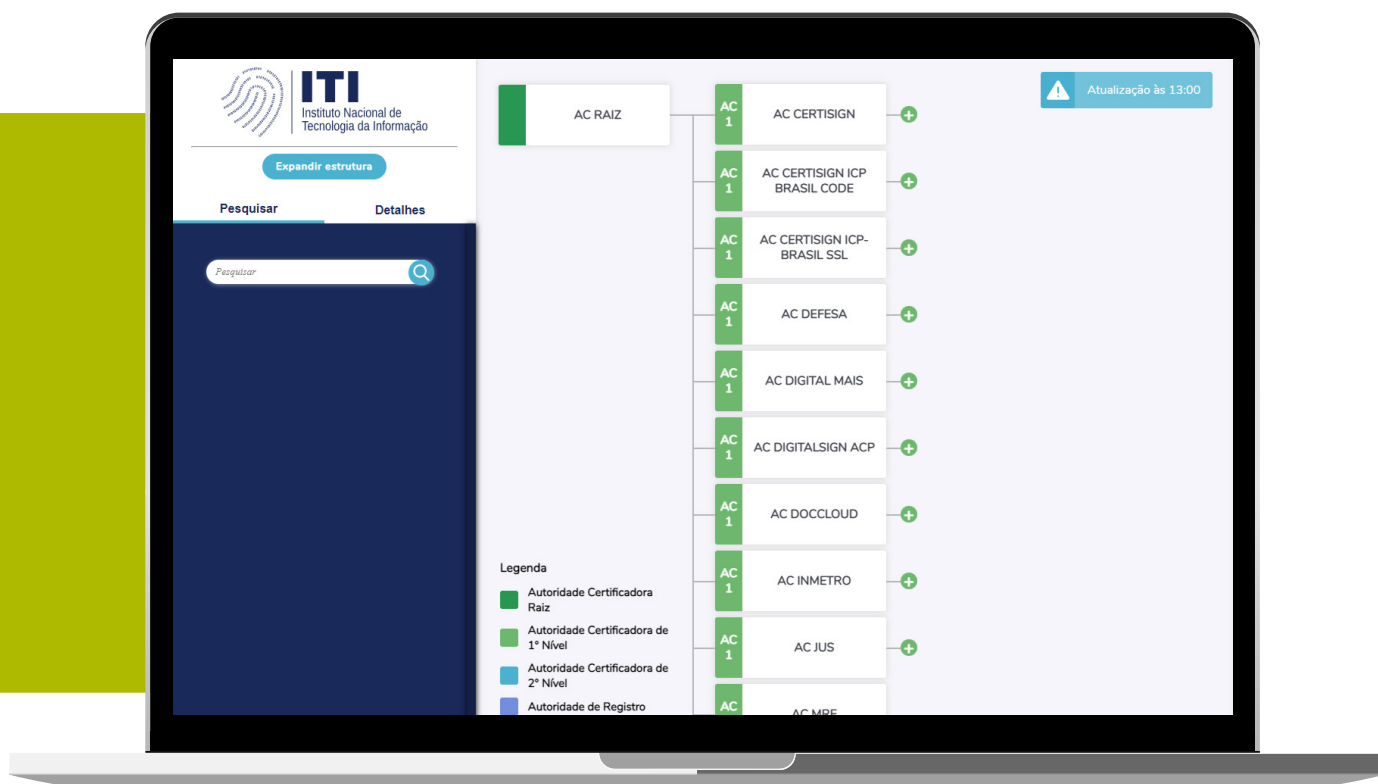 ITI
Instituto Nacional de
Tecnologia da Informação
Expandir estrutura
Pesquisar
Detalhes
Pesquisar
AC RAIZ
AC
1
AC CERTISIGN
AC
1
AC CERTISIGN ICP
BRASIL CODE
AC
1
AC CERTISIGN ICP-
BRASIL SSL
AC
1
AC DEFESA
AC
1
AC DIGITAL MAIS
AC
1
AC DIGITALSIGN ACP
AC
1
AC DOCCLOUD
AC
1
AC INMETRO
AC
1
AC JUS
AC
AC MRE
Atualização às 13:00
Legenda
Autoridade Certificadora
Raiz
Autoridade Certificadora de
1º Nível
Autoridade Certificadora de
2º Nível
Autoridade de Registro